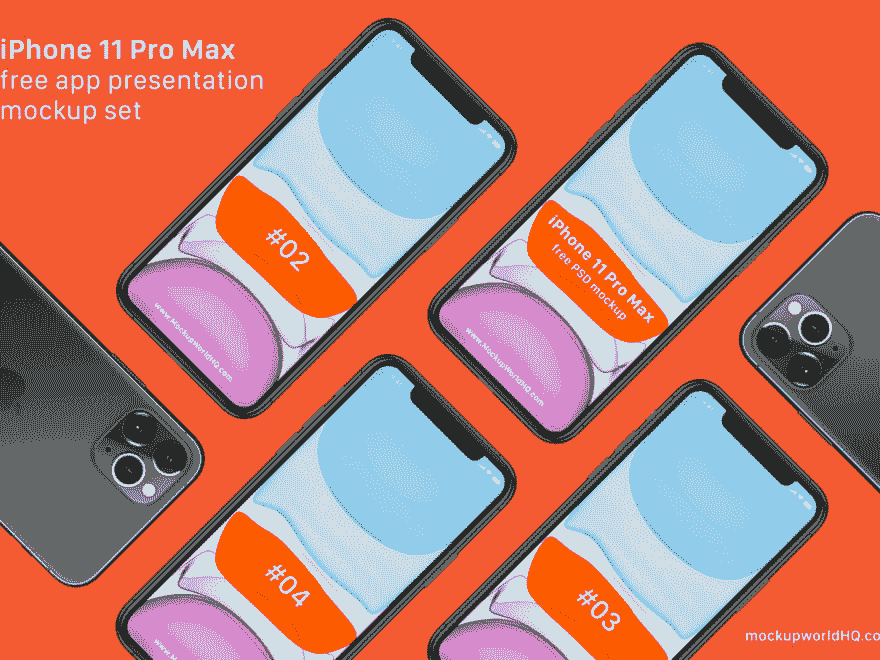 iPhone 11 Pro Max
free app presentation
mockup set
#02
www.MockupWorldHQ.com
iPhone 11 Pro Max
free PSD mockup
www.MockupWorldHQ.com
#04
#03
mockupworldHQ.co